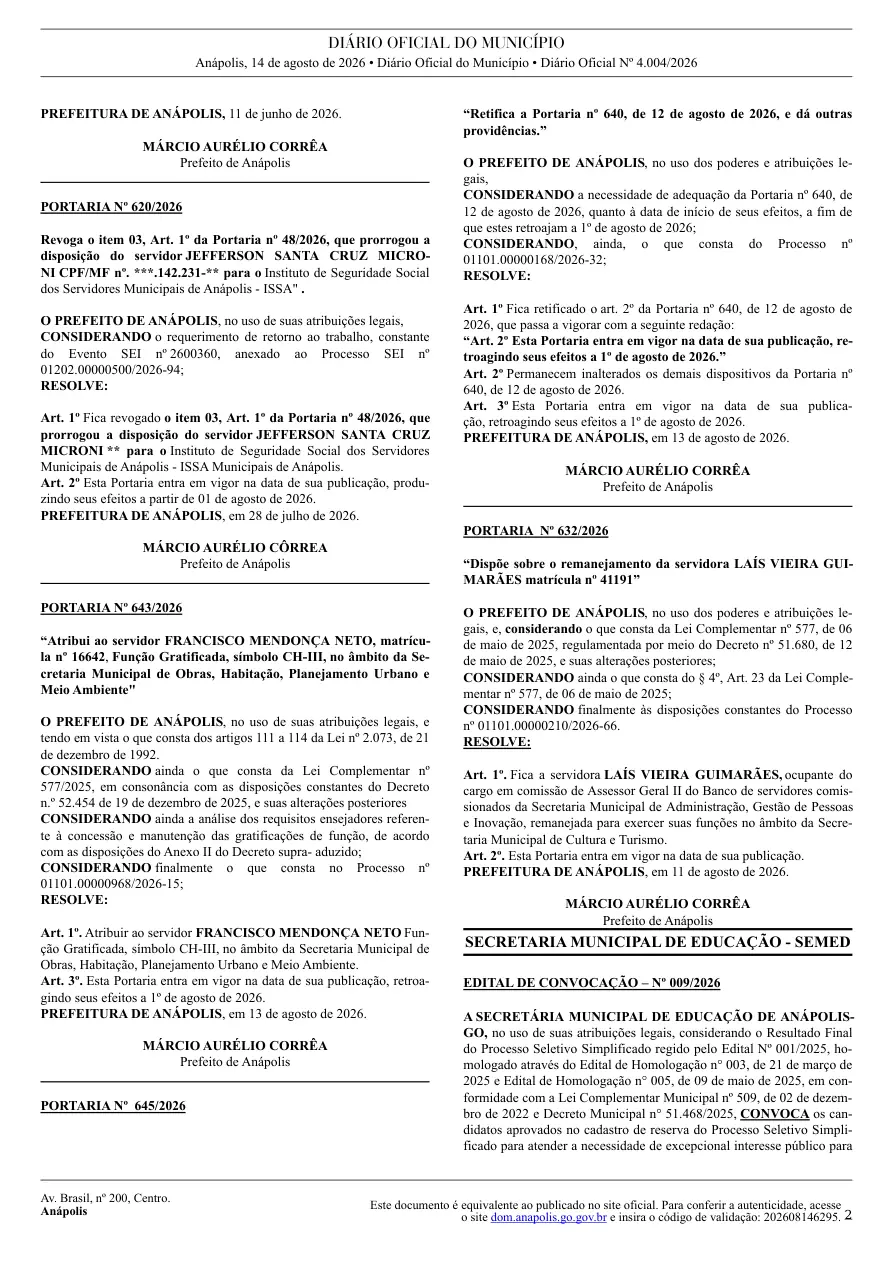 DIÁRIO OFICIAL DO MUNICÍPIO
Anápolis, 14 de agosto de 2026 • Diário Oficial do Município • Diário Oficial Nº 4.004/2026
PREFEITURA DE ANÁPOLIS, 11 de junho de 2026.
MÁRCIO AURÉLIO CORRÊA
Prefeito de Anápolis
PORTARIA Nº 620/2026
Revoga o item 03, Art. 1º da Portaria nº 48/2026, que prorrogou a
disposição do servidor JEFFERSON SANTA CRUZ MICRO-
NI CPF/MF nº. ***.142.231-** para o Instituto de Seguridade Social
dos Servidores Municipais de Anápolis - ISSA" .
O PREFEITO DE ANÁPOLIS, no uso de suas atribuições legais,
CONSIDERANDO o requerimento de retorno ao trabalho, constante
do Evento SEI nº 2600360, anexado ao Processo SEI nº
01202.00000500/2026-94;
RESOLVE:
Art. 1º Fica revogado o item 03, Art. 1º da Portaria nº 48/2026, que
prorrogou a disposição do servidor JEFFERSON SANTA CRUZ
MICRONI ** para o Instituto de Seguridade Social dos Servidores
Municipais de Anápolis - ISSA Municipais de Anápolis.
Art. 2º Esta Portaria entra em vigor na data de sua publicação, produ-
zindo seus efeitos a partir de 01 de agosto de 2026.
PREFEITURA DE ANÁPOLIS, em 28 de julho de 2026.
MÁRCIO AURÉLIO CÔRREA
Prefeito de Anápolis
PORTARIA Nº 643/2026
“Atribui ao servidor FRANCISCO MENDONÇA NETO, matrícu-
la nº 16642, Função Gratificada, símbolo CH-III, no âmbito da Se-
cretaria Municipal de Obras, Habitação, Planejamento Urbano e
Meio Ambiente"
O PREFEITO DE ANÁPOLIS, no uso de suas atribuições legais, e
tendo em vista o que consta dos artigos 111 a 114 da Lei nº 2.073, de 21
de dezembro de 1992.
CONSIDERANDO ainda o que consta da Lei Complementar nº
577/2025, em consonância com as disposições constantes do Decreto
n.º 52.454 de 19 de dezembro de 2025, e suas alterações posteriores
CONSIDERANDO ainda a análise dos requisitos ensejadores referen-
te à concessão e manutenção das gratificações de função, de acordo
com as disposições do Anexo II do Decreto supra- aduzido;
CONSIDERANDO finalmente o que consta no Processo nº
01101.00000968/2026-15;
RESOLVE:
Art. 1º. Atribuir ao servidor FRANCISCO MENDONÇA NETO Fun-
ção Gratificada, símbolo CH-III, no âmbito da Secretaria Municipal de
Obras, Habitação, Planejamento Urbano e Meio Ambiente.
Art. 3º. Esta Portaria entra em vigor na data de sua publicação, retroa-
gindo seus efeitos a 1º de agosto de 2026.
PREFEITURA DE ANÁPOLIS, em 13 de agosto de 2026.
MÁRCIO AURÉLIO CORRÊA
Prefeito de Anápolis
PORTARIA Nº 645/2026
“Retifica a Portaria nº 640, de 12 de agosto de 2026, e dá outras
providências.”
O PREFEITO DE ANÁPOLIS, no uso dos poderes e atribuições le-
gais,
CONSIDERANDO a necessidade de adequação da Portaria nº 640, de
12 de agosto de 2026, quanto à data de início de seus efeitos, a fim de
que estes retroajam a 1º de agosto de 2026;
CONSIDERANDO, ainda, o que consta do Processo nº
01101.00000168/2026-32;
RESOLVE:
Art. 1º Fica retificado o art. 2º da Portaria nº 640, de 12 de agosto de
2026, que passa a vigorar com a seguinte redação:
“Art. 2º Esta Portaria entra em vigor na data de sua publicação, re-
troagindo seus efeitos a 1º de agosto de 2026.”
Art. 2º Permanecem inalterados os demais dispositivos da Portaria nº
640, de 12 de agosto de 2026.
Art. 3º Esta Portaria entra em vigor na data de sua publica-
ção, retroagindo seus efeitos a 1º de agosto de 2026.
PREFEITURA DE ANÁPOLIS, em 13 de agosto de 2026.
MÁRCIO AURÉLIO CORRÊA
Prefeito de Anápolis
PORTARIA Nº 632/2026
“Dispõe sobre o remanejamento da servidora LAÍS VIEIRA GUI-
MARÃES matrícula nº 41191”
O PREFEITO DE ANÁPOLIS, no uso dos poderes e atribuições le-
gais, e, considerando o que consta da Lei Complementar nº 577, de 06
de maio de 2025, regulamentada por meio do Decreto nº 51.680, de 12
de maio de 2025, e suas alterações posteriores;
CONSIDERANDO ainda o que consta do § 4º, Art. 23 da Lei Comple-
mentar nº 577, de 06 de maio de 2025;
CONSIDERANDO finalmente às disposições constantes do Processo
nº 01101.00000210/2026-66.
RESOLVE:
Art. 1º. Fica a servidora LAÍS VIEIRA GUIMARÃES, ocupante do
cargo em comissão de Assessor Geral II do Banco de servidores comis-
sionados da Secretaria Municipal de Administração, Gestão de Pessoas
e Inovação, remanejada para exercer suas funções no âmbito da Secre-
taria Municipal de Cultura e Turismo.
Art. 2º. Esta Portaria entra em vigor na data de sua publicação.
PREFEITURA DE ANÁPOLIS, em 11 de agosto de 2026.
MÁRCIO AURÉLIO CORRÊA
Prefeito de Anápolis
SECRETARIA MUNICIPAL DE EDUCAÇÃO - SEMED
EDITAL DE CONVOCAÇÃO – Nº 009/2026
A SECRETÁRIA MUNICIPAL DE EDUCAÇÃO DE ANÁPOLIS-
GO, no uso de suas atribuições legais, considerando o Resultado Final
do Processo Seletivo Simplificado regido pelo Edital Nº 001/2025, ho-
mologado através do Edital de Homologação n° 003, de 21 de março de
2025 e Edital de Homologação n° 005, de 09 de maio de 2025, em con-
formidade com a Lei Complementar Municipal nº 509, de 02 de dezem-
bro de 2022 e Decreto Municipal n° 51.468/2025, CONVOCA os can-
didatos aprovados no cadastro de reserva do Processo Seletivo Simpli-
ficado para atender a necessidade de excepcional interesse público para
Av. Brasil, nº 200, Centro.
Anápolis
Este documento é equivalente ao publicado no site oficial. Para conferir a autenticidade, acesse
o site dom.anapolis.go.gov.br e insira o código de validação: 202608146295. 2